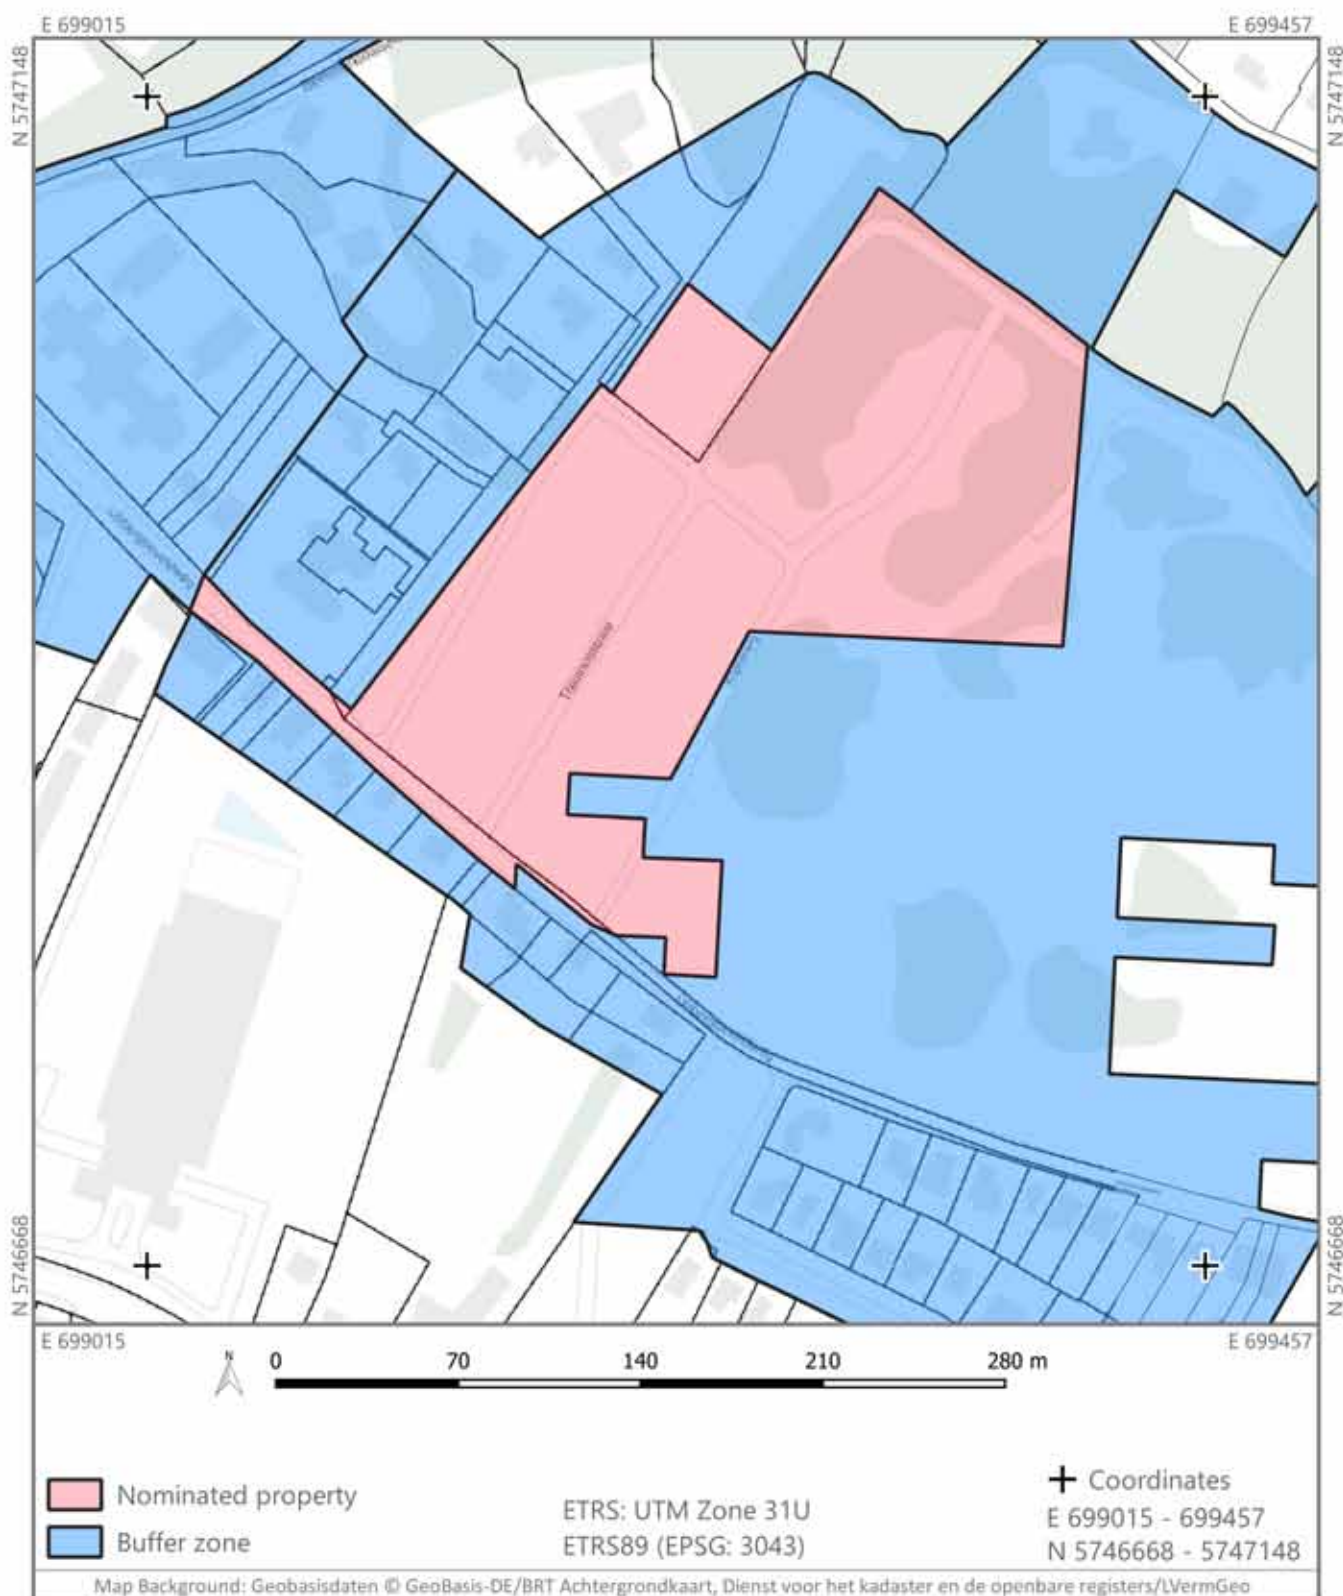 E 699015
E 699457
N 5747148
N 5747148
Trajanusstrasse
N 5746668
N 5746668
E 699015
E 699457
N
0 70 140 210 280 m
Nominated property
Buffer zone
ETRS: UTM Zone 31U
ETRS89 (EPSG: 3043)
Coordinates
E 699015 - 699457
N 5746668 - 5747148
Map Background: Geobasisdaten © GeoBasis-DE/BRT Achtergrondkaart, Dienst voor het kadaster en de openbare registers/LVermGeo